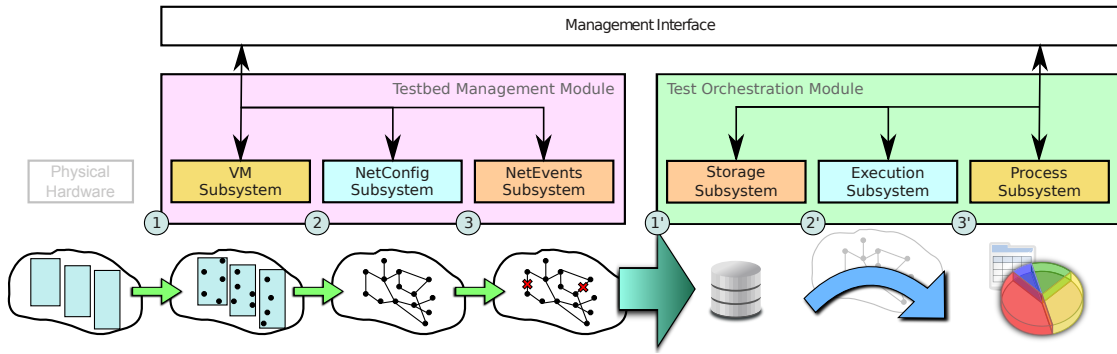 Management Interface
Testbed Management Module
Test Orchestration Module
Physical
Hardware
VM
Subsystem
NetConfig
Subsystem
NetEvents
Subsystem
Storage
Subsystem
Execution
Subsystem
Process
Subsystem
1
2
3
1'
2'
3'